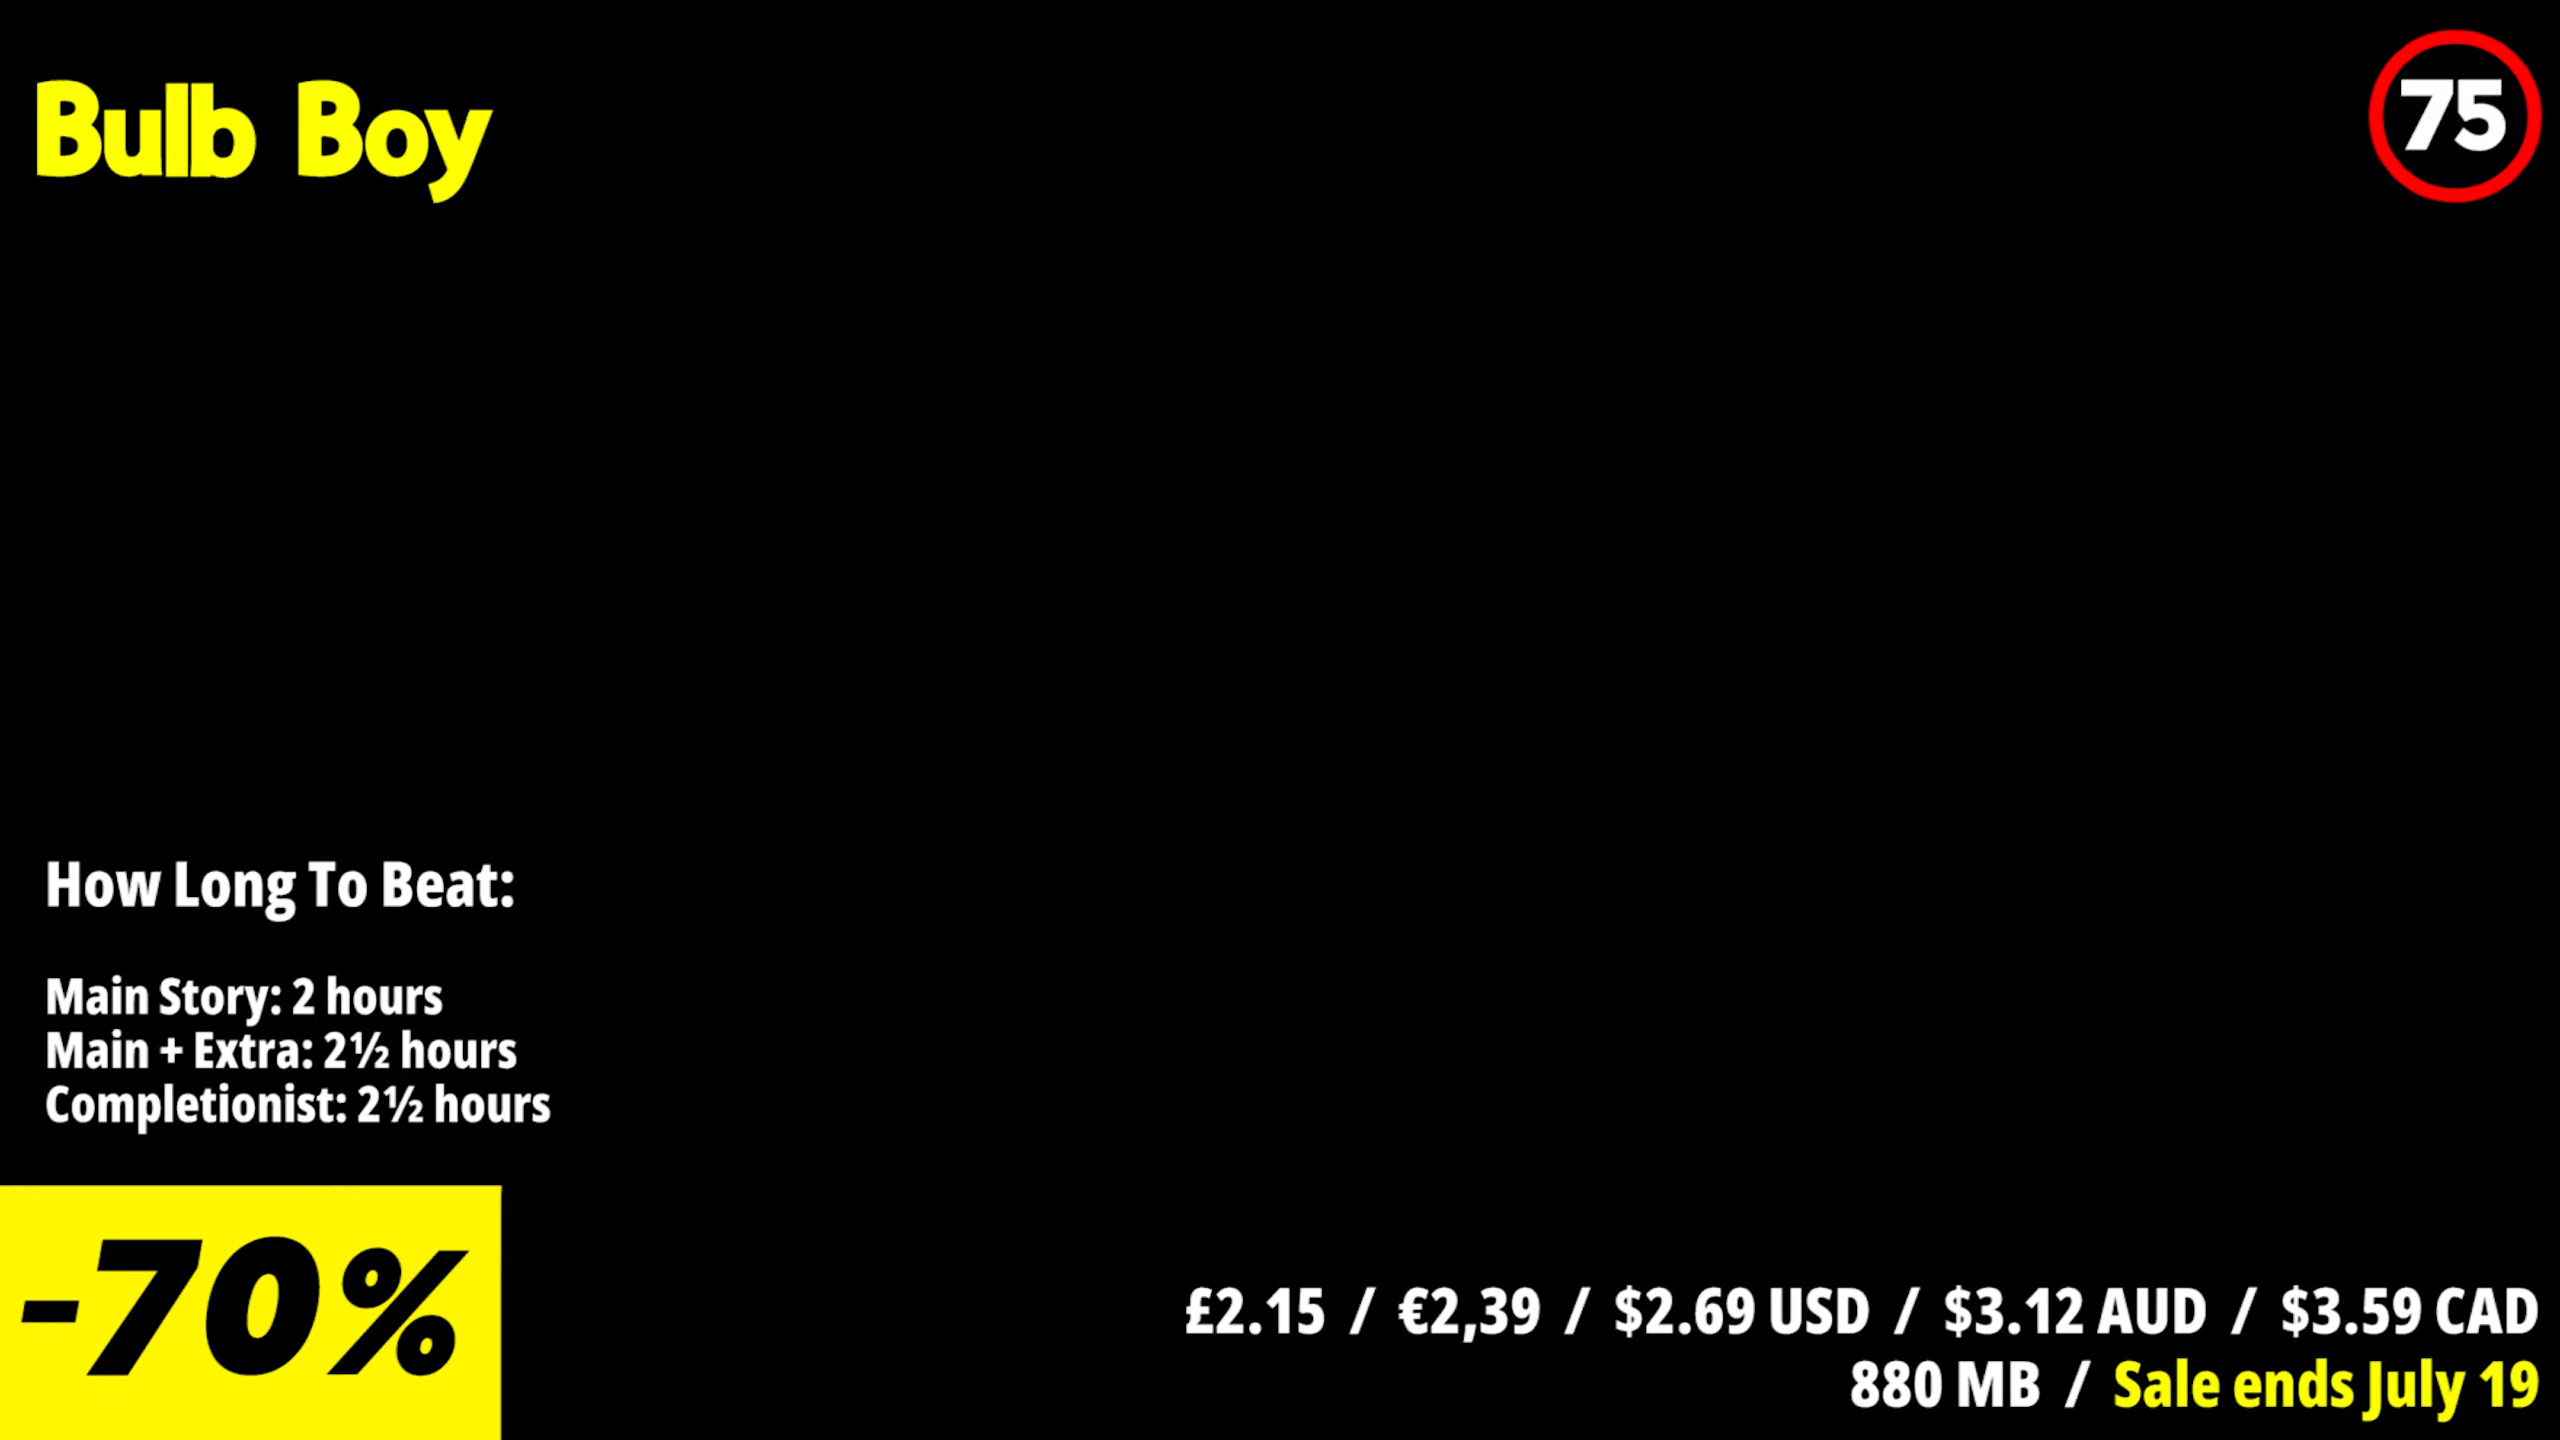 Bulb Boy
75
How Long To Beat:
Main Story: 2 hours
Main + Extra: 2½ hours
Completionist: 2½ hours
-70%
£2.15 / €2,39 / $2.69 USD / $3.12 AUD / $3.59 CAD
880 MB / Sale ends July 19